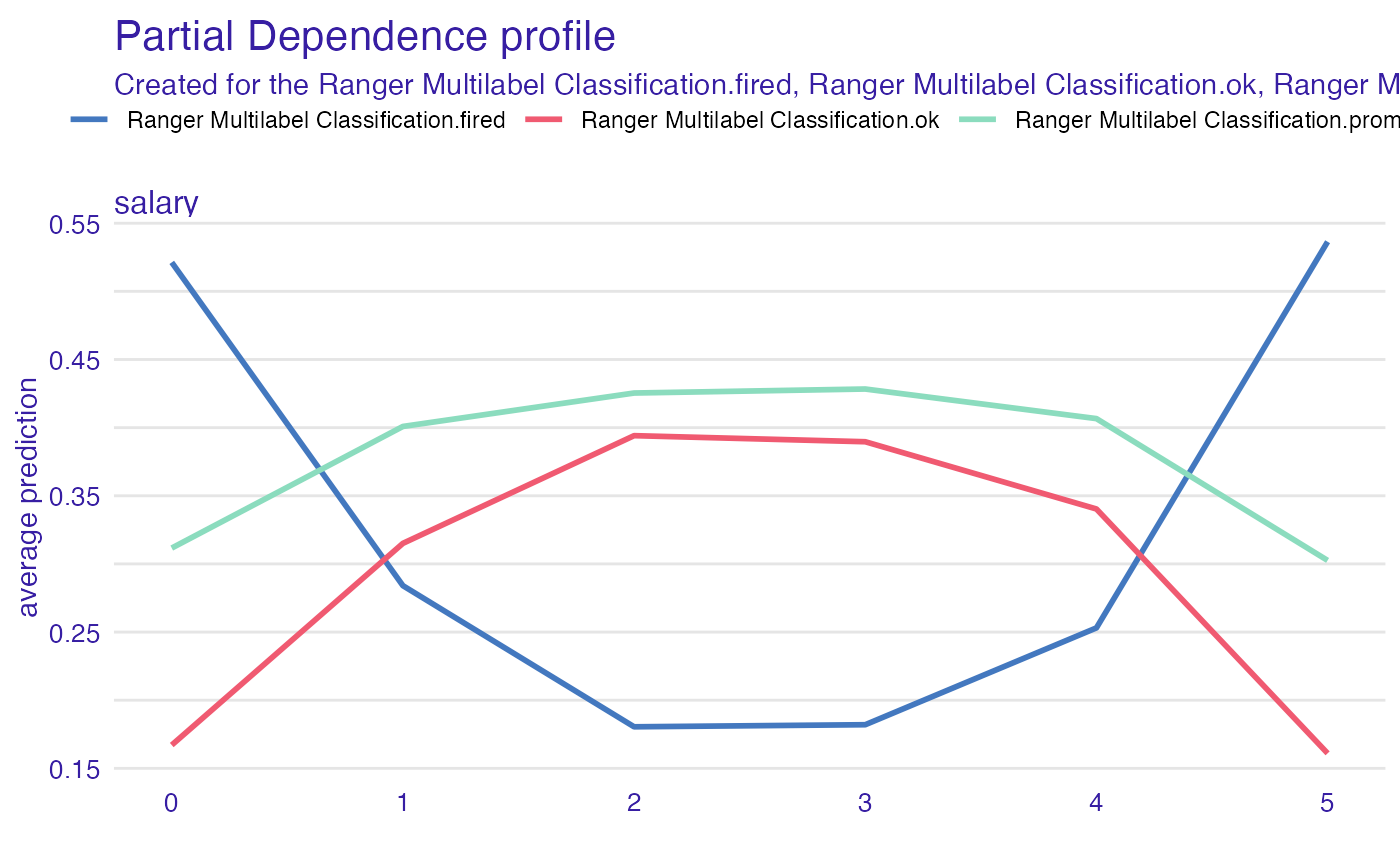 Partial Dependence profile
Created for the Ranger Multilabel Classification.fired, Ranger Multilabel Classification.ok, Ranger M
Ranger Multilabel Classification.fired Ranger Multilabel Classification.ok Ranger Multilabel Classification.prom
salary
0.55
0.45
0.35
0.25
0.15
average prediction
0 1 2 3 4 5